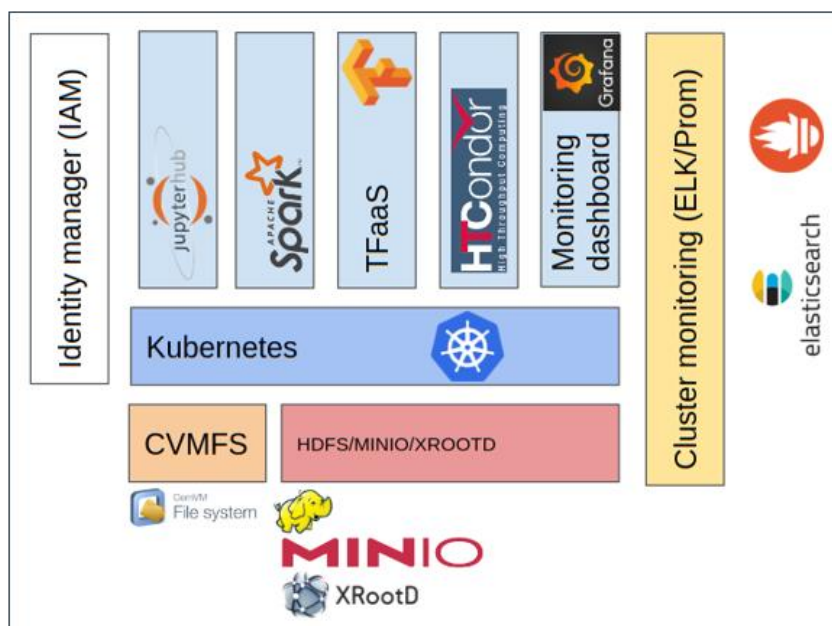 Identity manager (IAM)
jupyterhub
APACHE
Spark
TFaaS
HTCondor
High Throughput Computing
Grafana
Monitoring
dashboard
Cluster monitoring (ELK/Prom)
elasticsearch
Kubernetes
CVMFS
HDFS/MINIO/XROOTD
CernVM
File system
MINIO
XRootD